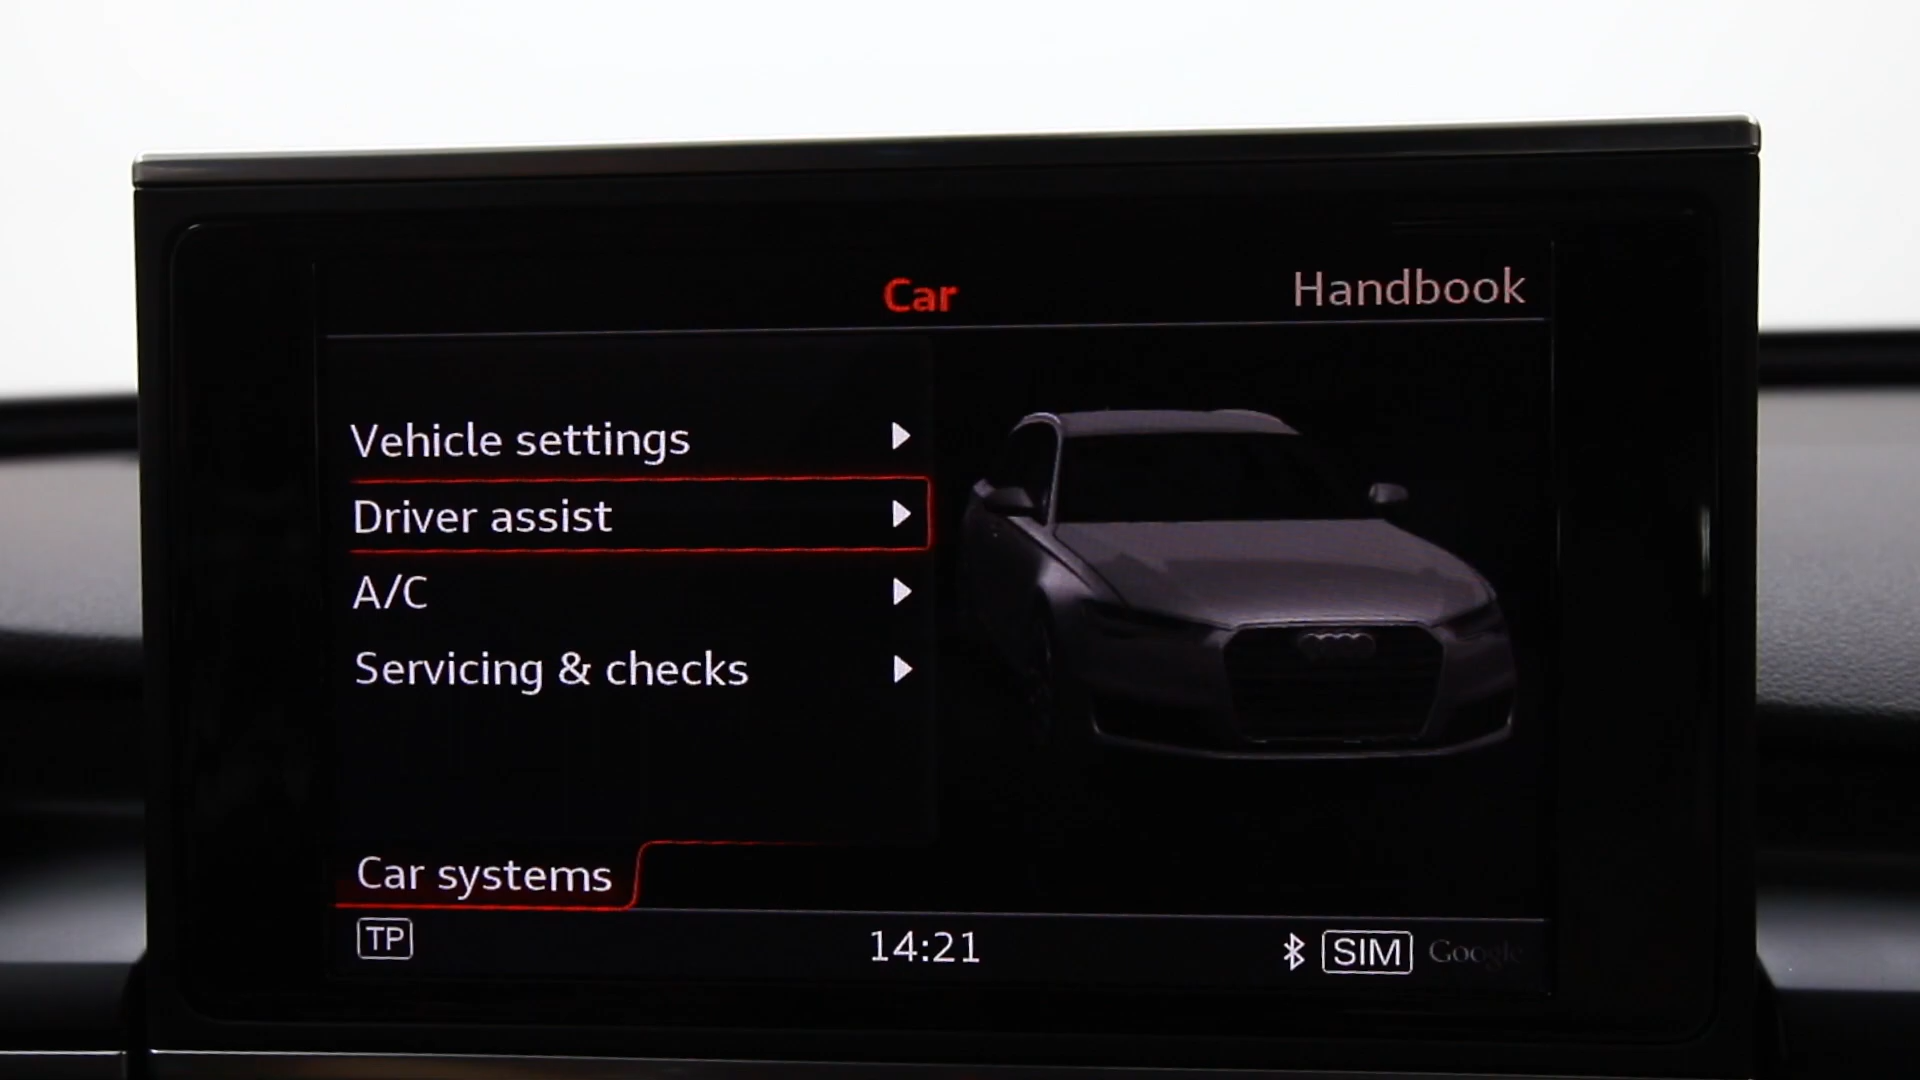 Car
Handbook
Vehicle settings
Driver assist
A/C
Servicing & checks
Car systems
TP
14:21
SIM
Google